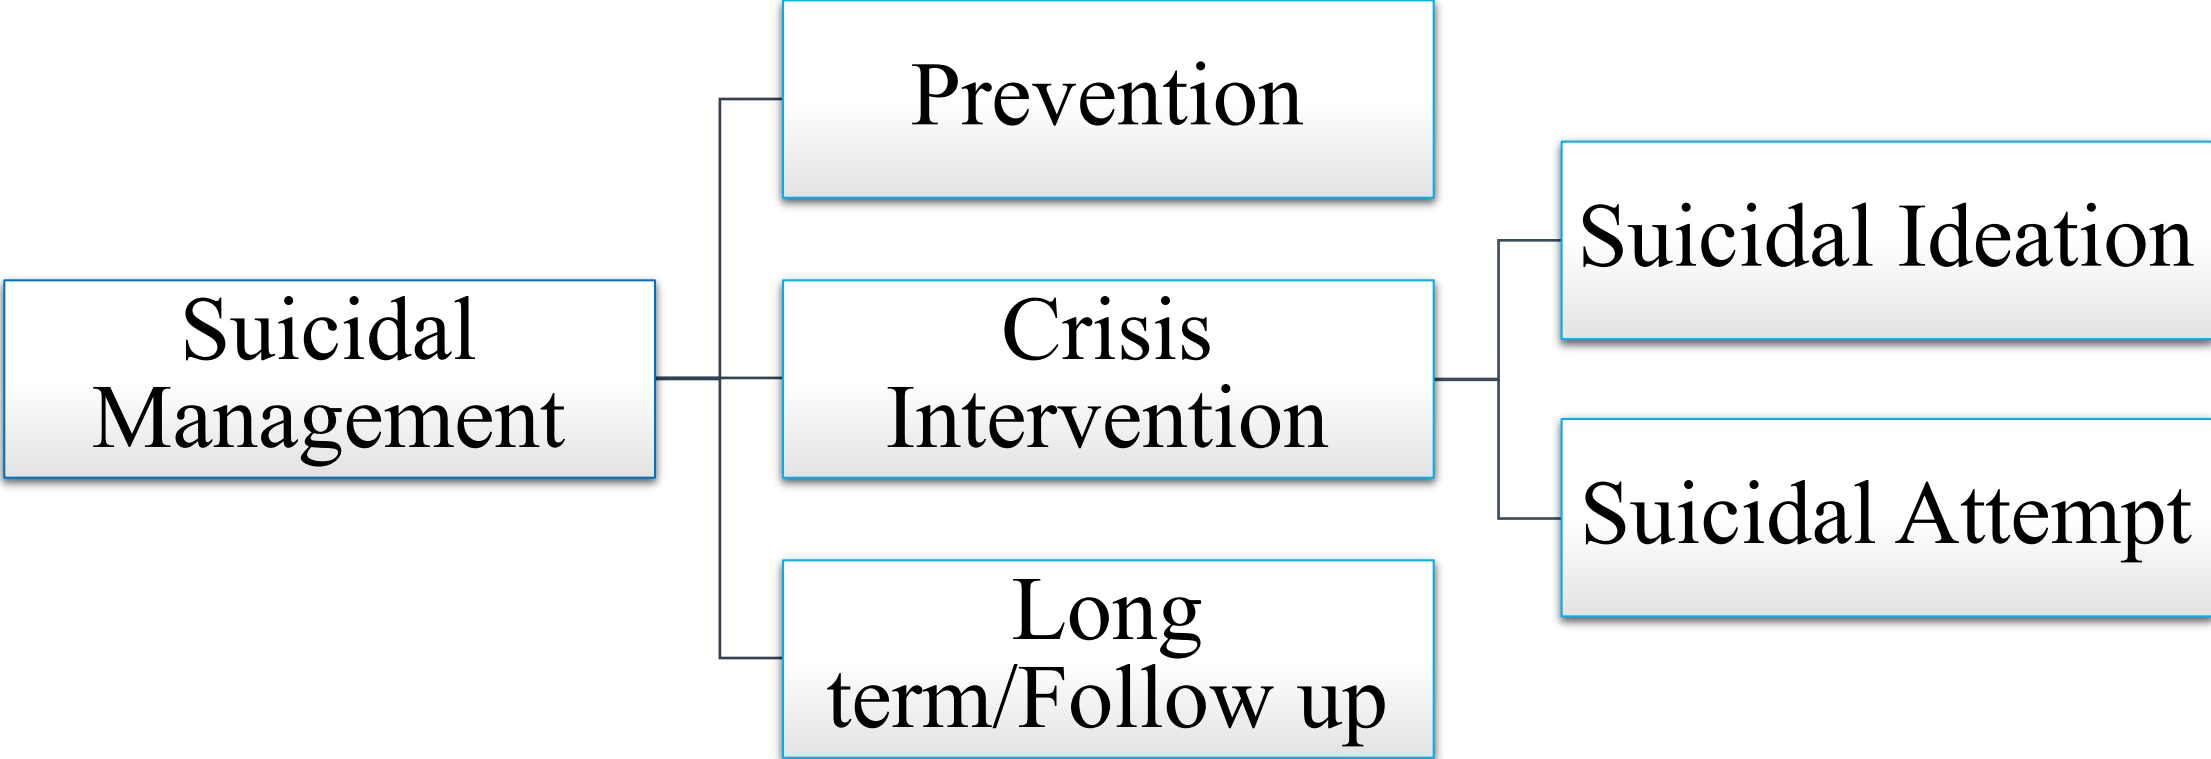 Prevention
Suicidal Ideation
Suicidal
Management
Crisis
Intervention
Suicidal Attempt
Long
term/Follow up